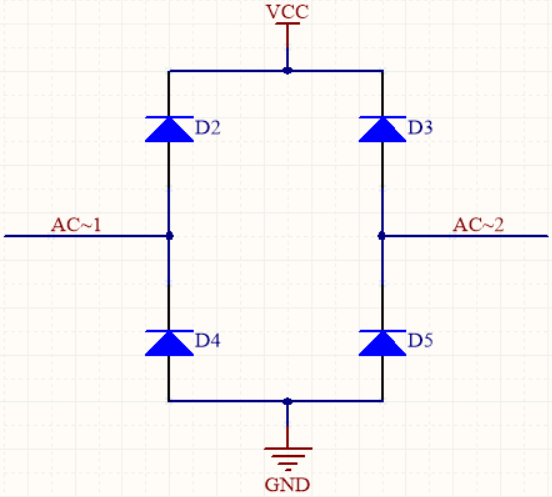 VCC
D2
D3
AC~1
AC~2
D4
D5
GND